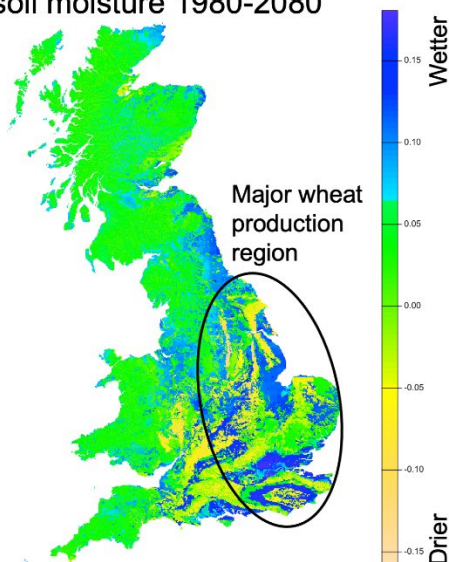 soil moisture 1980-2080
Wetter
0.15
0.10
Major wheat
production
region
0.05
0.00
-0.05
-0.10
Drier
-0.15